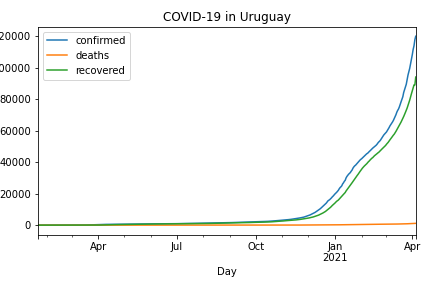 COVID-19 in Uruguay
confirmed
deaths
recovered
80000
60000
40000
20000
0
Apr
Jul
Oct
Jan
2021
Apr
Day